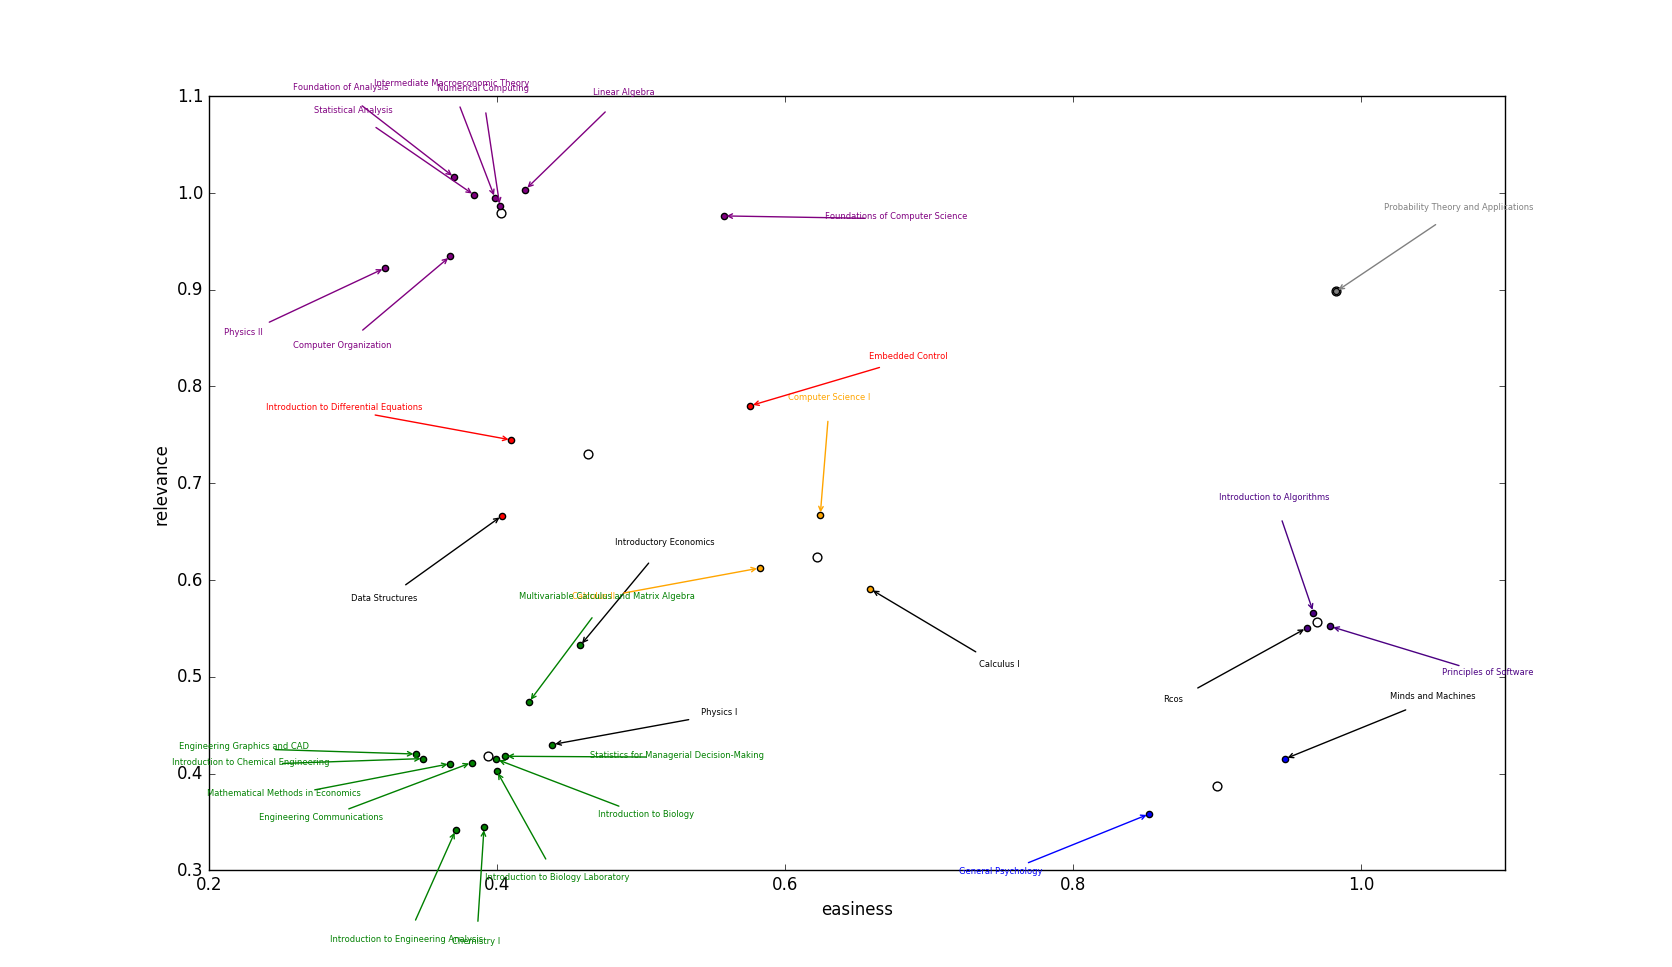 Intermediate Macroeconomic Theory
Foundation of Analysis
Numerical Computing
Linear Algebra
1.1
Statistical Analysis
1.0
Probability Theory and Applications
Foundations of Computer Science
0.9
Physics II
Computer Organization
Embedded Control
0.8
Computer Science I
Introduction to Differential Equations
relevance
0.7
Introduction to Algorithms
Introductory Economics
0.6
Data Structures
Multivariable Calculus and Matrix Algebra
Calculus I
Principles of Software
0.5
Rcos
Minds and Machines
Physics I
Engineering Graphics and CAD
Statistics for Managerial Decision-Making
Introduction to Chemical Engineering
0.4
Mathematical Methods in Economics
Introduction to Biology
Engineering Communications
General Psychology
0.3
Introduction to Biology Laboratory
0.2
0.4
0.6
0.8
1.0
easiness
Introduction to Engineering Analysis
Chemistry I